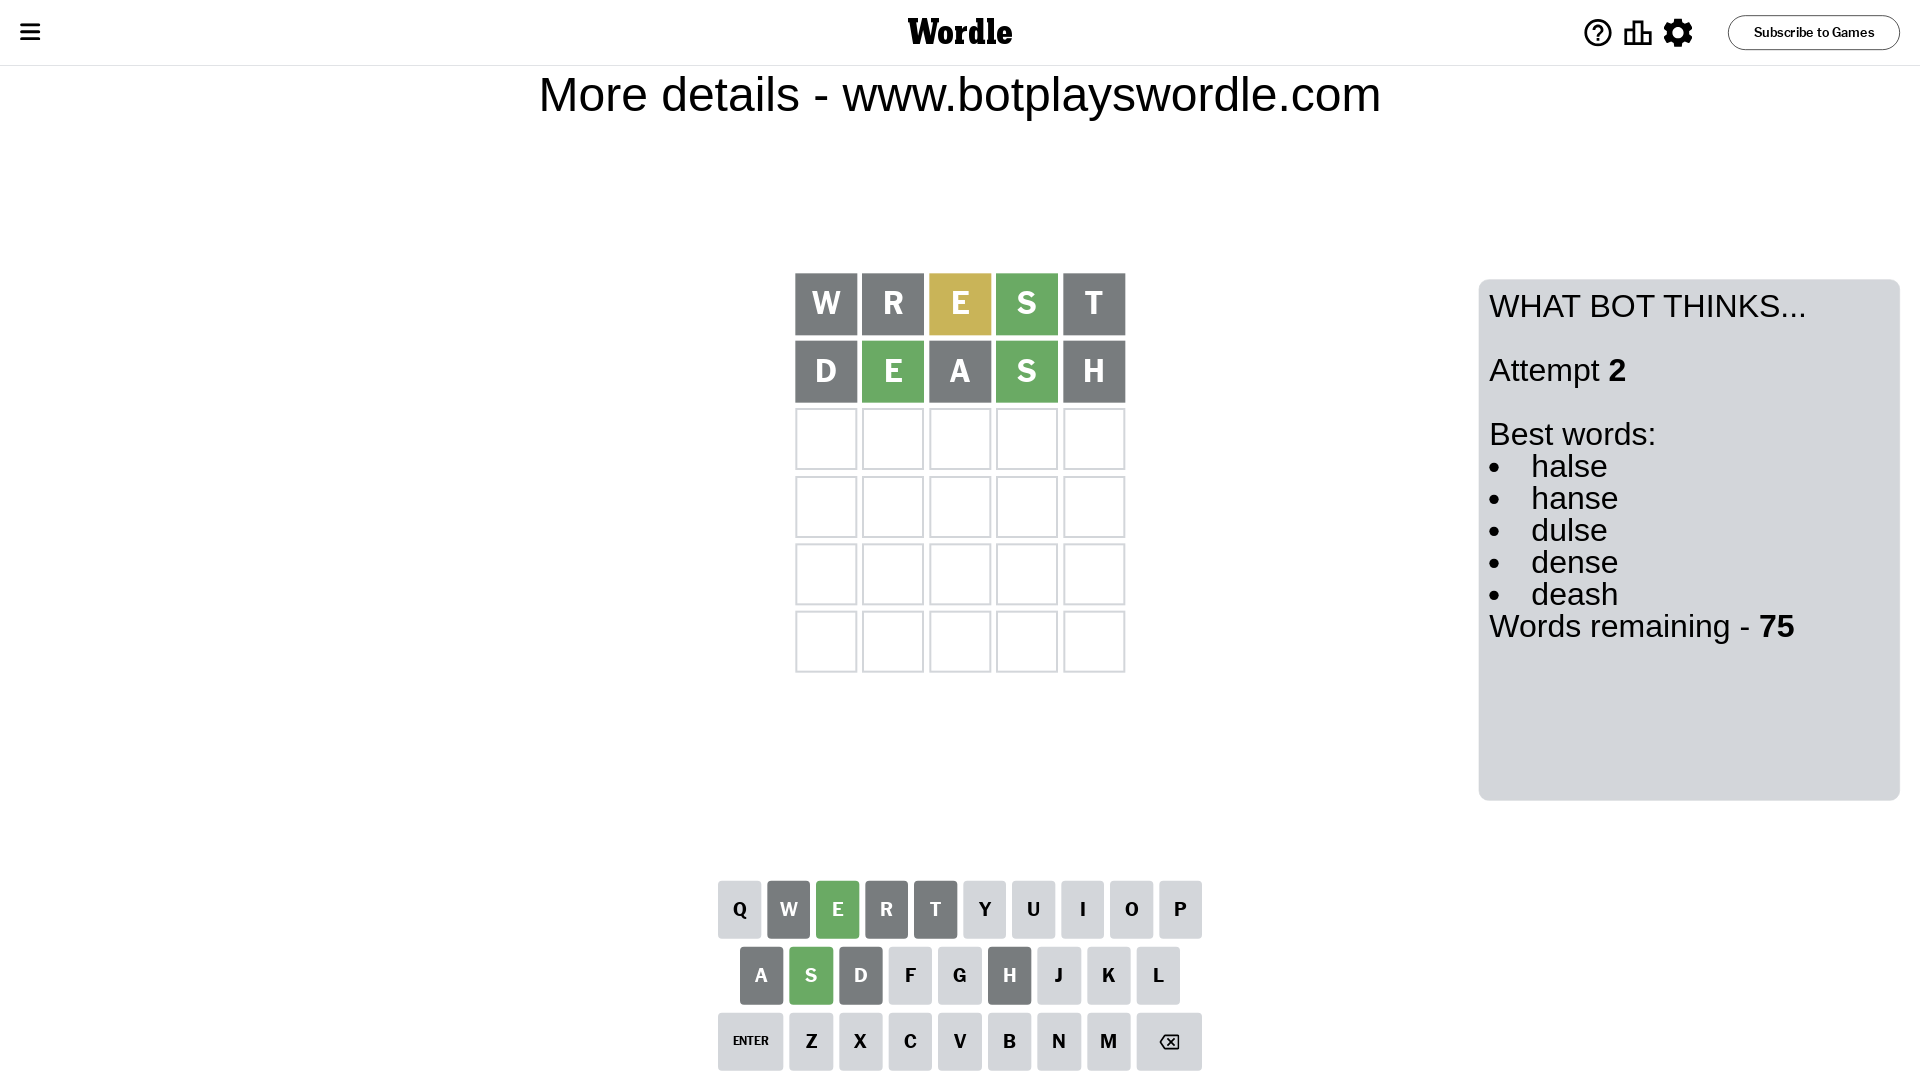 Wordle
Subscribe to Games
More details - www.botplayswordle.com
W R E S T
D E A S H
WHAT BOT THINKS...
Attempt 2
Best words:
• halse
• hanse
• dulse
• dense
• deash
Words remaining - 75
Q W E R T Y U I O P
A S D F G H J K L
ENTER Z X C V B N M